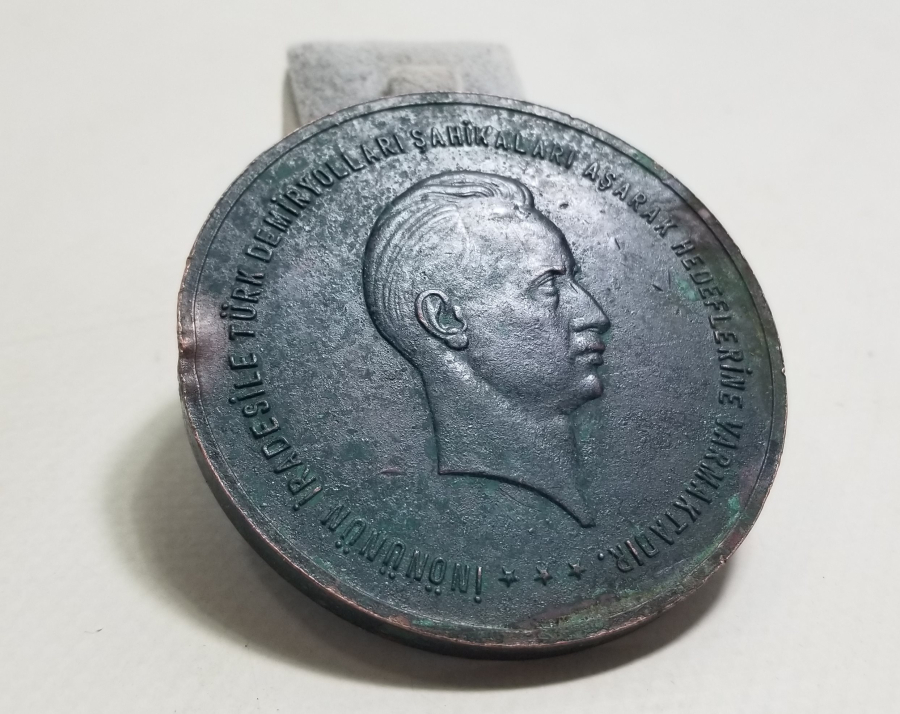 İNÖNÜNÜN İRADESİLE TÜRK DEMİRYOLLARI ŞAHİKALARI AŞARAK HEDEFLERİNE VARMAKTADIR.